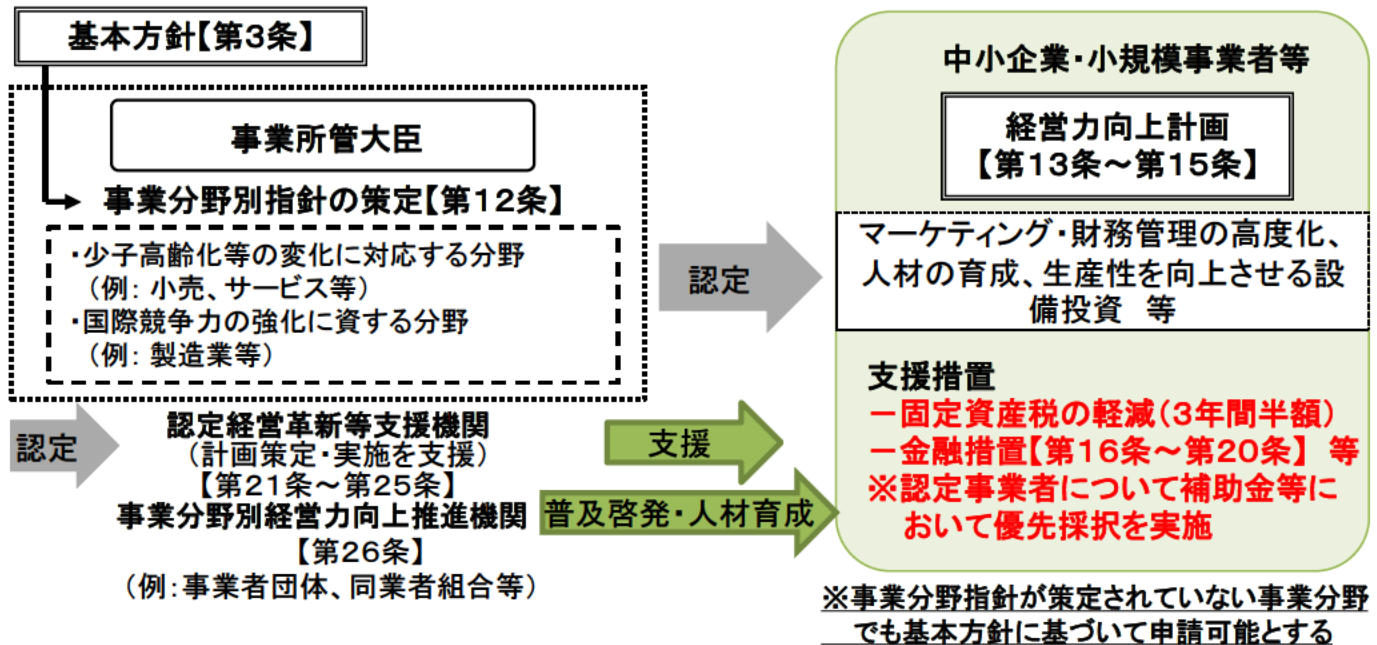 基本方針【第3条】
事業所管大臣
事業分野別指針の策定【第12条】
・少子高齢化等の変化に対応する分野
（例：小売、サービス等）
・国際競争力の強化に資する分野
（例：製造業等）
認定
認定経営革新等支援機関
（計画策定・実施を支援）
【第21条～第25条】
事業分野別経営力向上推進機関
【第26条】
（例：事業者団体、同業者組合等）
認定
支援
普及啓発・人材育成
中小企業・小規模事業者等
経営力向上計画
【第13条～第15条】
マーケティング・財務管理の高度化、
人材の育成、生産性を向上させる設
備投資　等
支援措置
－固定資産税の軽減（3年間半額）
－金融措置【第16条～第20条】 等
※認定事業者について補助金等に
おいて優先採択を実施
※事業分野指針が策定されていない事業分野
でも基本方針に基づいて申請可能とする